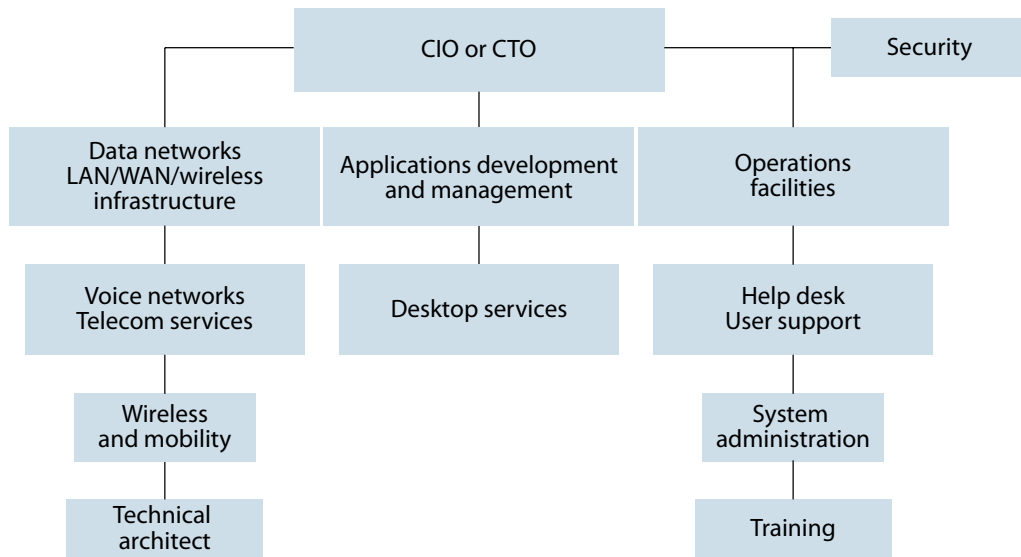 CIO or CTO
Security
Data networks
LAN/WAN/wireless
infrastructure
Applications development
and management
Operations
facilities
Voice networks
Telecom services
Desktop services
Help desk
User support
Wireless
and mobility
System
administration
Technical
architect
Training